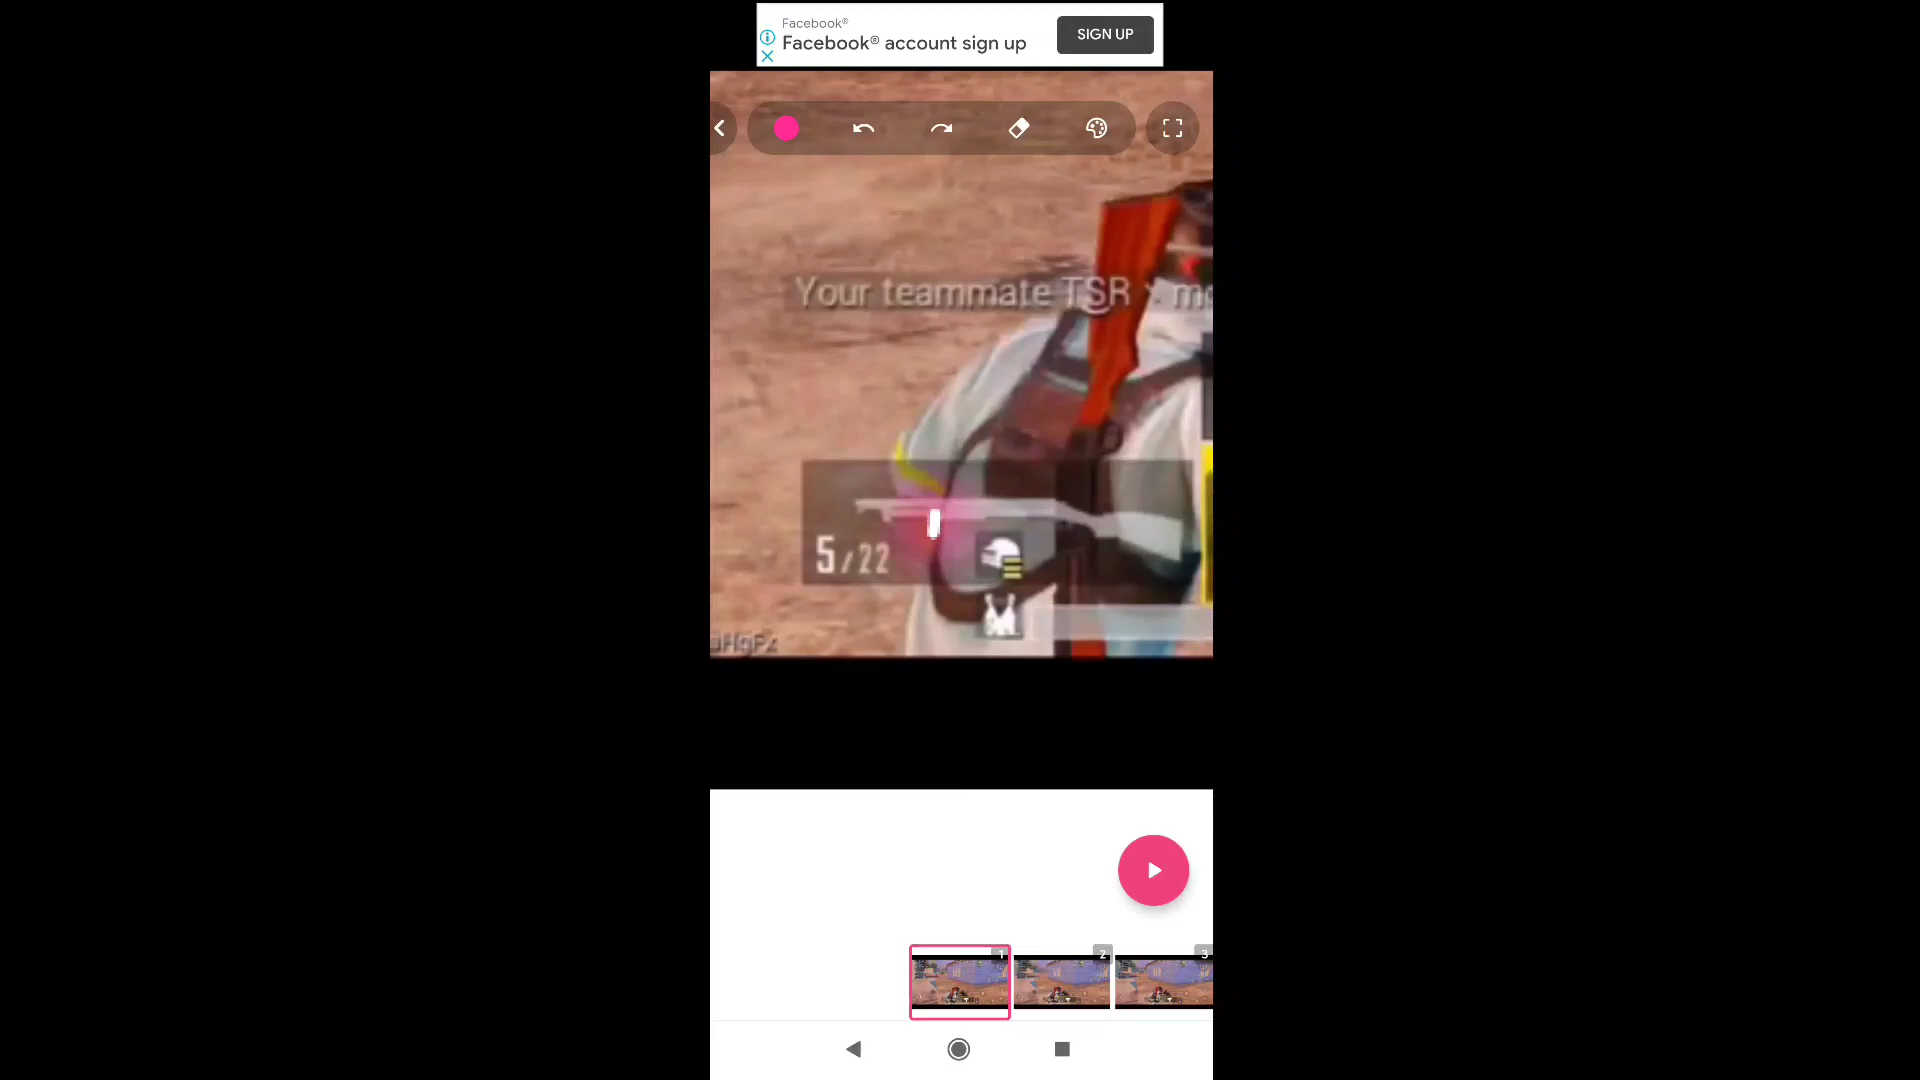 Facebook®
Facebook® account sign up
SIGN UP
Your teammate TSR
5/22
1
2
3